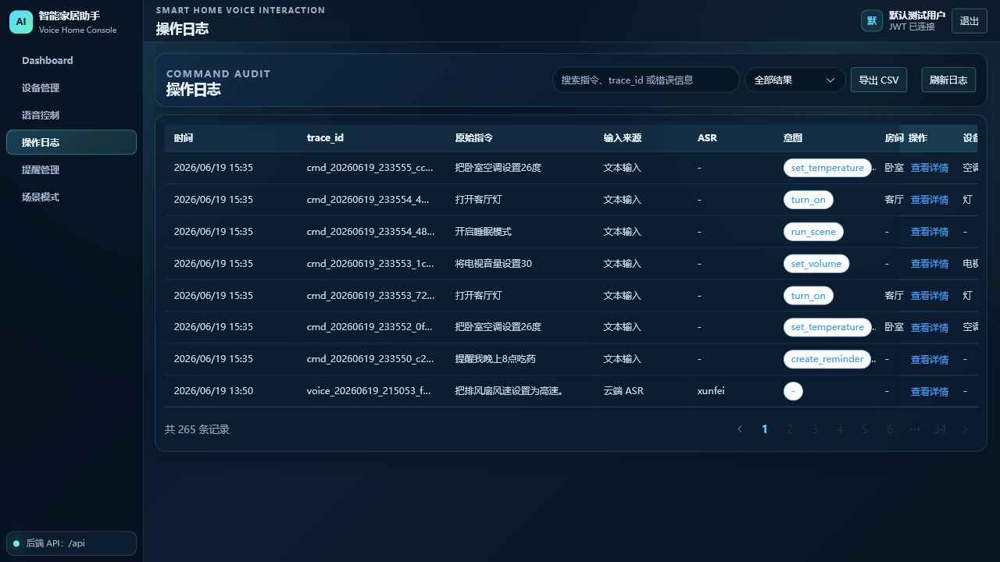 AI
智能家居助手
Voice Home Console
Dashboard
设备管理
语音控制
操作日志
提醒管理
场景模式
后端 API：/api
SMART HOME VOICE INTERACTION
操作日志
默
默认测试用户
JWT 已连接
退出
COMMAND AUDIT
操作日志
搜索指令、trace_id 或错误信息
全部结果
导出 CSV
刷新日志
时间 trace_id 原始指令 输入来源 ASR 意图 房间 操作 设备
2026/06/19 15:35 cmd_20260619_233555_cc... 把卧室空调设置26度 文本输入 - set_temperature 卧室 查看详情 空调
2026/06/19 15:35 cmd_20260619_233554_4... 打开客厅灯 文本输入 - turn_on 客厅 查看详情 灯
2026/06/19 15:35 cmd_20260619_233554_48... 开启睡眠模式 文本输入 - run_scene - 查看详情 -
2026/06/19 15:35 cmd_20260619_233553_1c... 将电视音量设置30 文本输入 - set_volume - 查看详情 电视
2026/06/19 15:35 cmd_20260619_233553_72... 打开客厅灯 文本输入 - turn_on 客厅 查看详情 灯
2026/06/19 15:35 cmd_20260619_233552_0f... 把卧室空调设置26度 文本输入 - set_temperature 卧室 查看详情 空调
2026/06/19 15:35 cmd_20260619_233550_c2... 提醒我晚上8点吃药 文本输入 - create_reminder - 查看详情 -
2026/06/19 13:50 voice_20260619_215053_f... 把排风扇风速设置为高速。 云端 ASR xunfei - - 查看详情 -
共 265 条记录
1 2 3 4 5 6 ••• 34